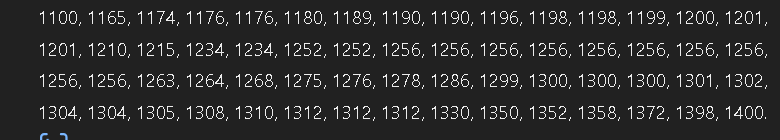 1100, 1165, 1174, 1176, 1176, 1180, 1189, 1190, 1190, 1196, 1198, 1198, 1199, 1200, 1201,
1201, 1210, 1215, 1234, 1234, 1252, 1252, 1256, 1256, 1256, 1256, 1256, 1256, 1256, 1256,
1256, 1256, 1263, 1264, 1268, 1275, 1276, 1278, 1286, 1299, 1300, 1300, 1300, 1301, 1302,
1304, 1304, 1305, 1308, 1310, 1312, 1312, 1312, 1330, 1350, 1352, 1358, 1372, 1398, 1400.